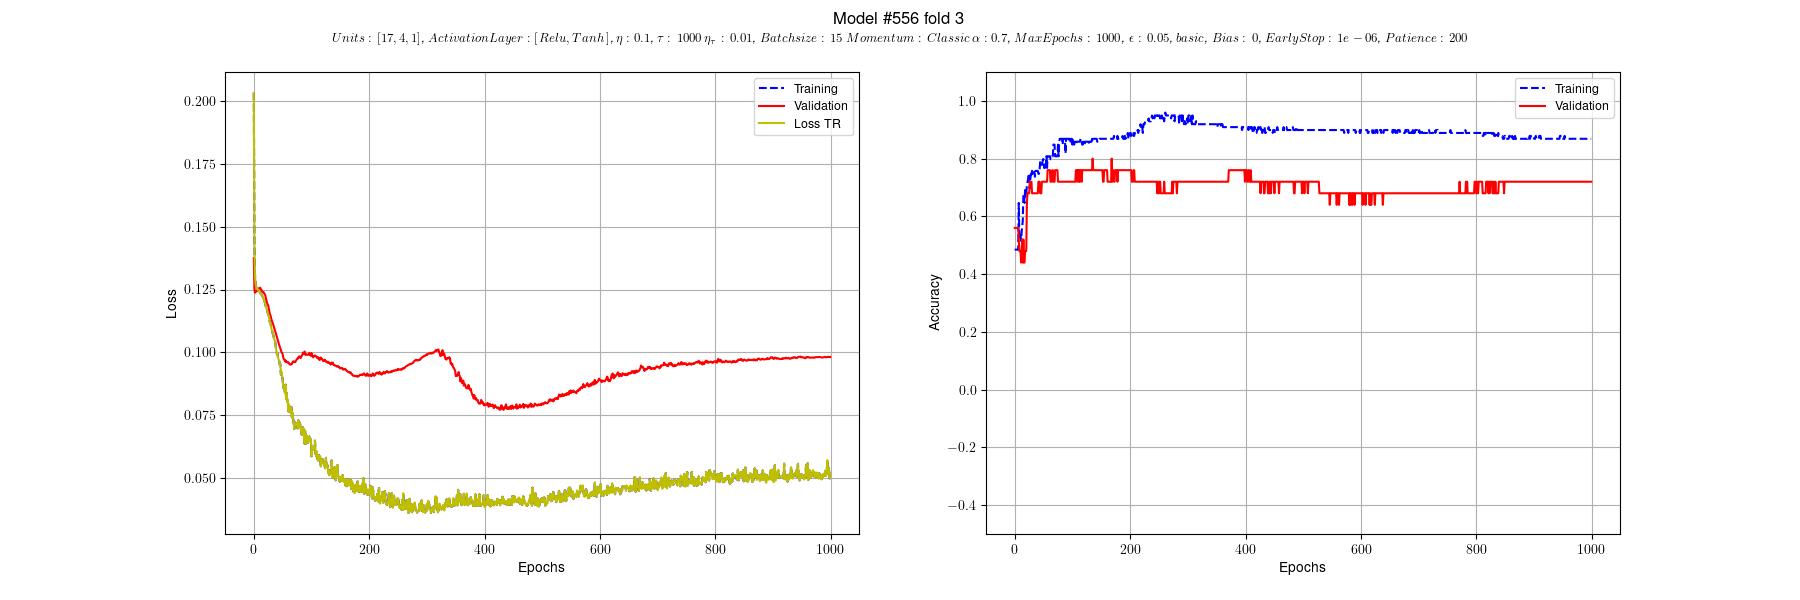 Model #556 fold 3
Units : [17, 4, 1], ActivationLayer : [Relu, Tanh], η : 0.1, τ : 1000 η_τ : 0.01, Batchsize : 15 Momentum : Classic α : 0.7, MaxEpochs : 1000, ϵ : 0.05, basic, Bias : 0, EarlyStop : 1e − 06, Patience : 200
0.200
0.175
0.150
0.125
0.100
0.075
0.050
Loss
Training
Validation
Loss TR
0 200 400 600 800 1000
Epochs
1.0
0.8
0.6
0.4
0.2
0.0
−0.2
−0.4
Accuracy
Training
Validation
0 200 400 600 800 1000
Epochs